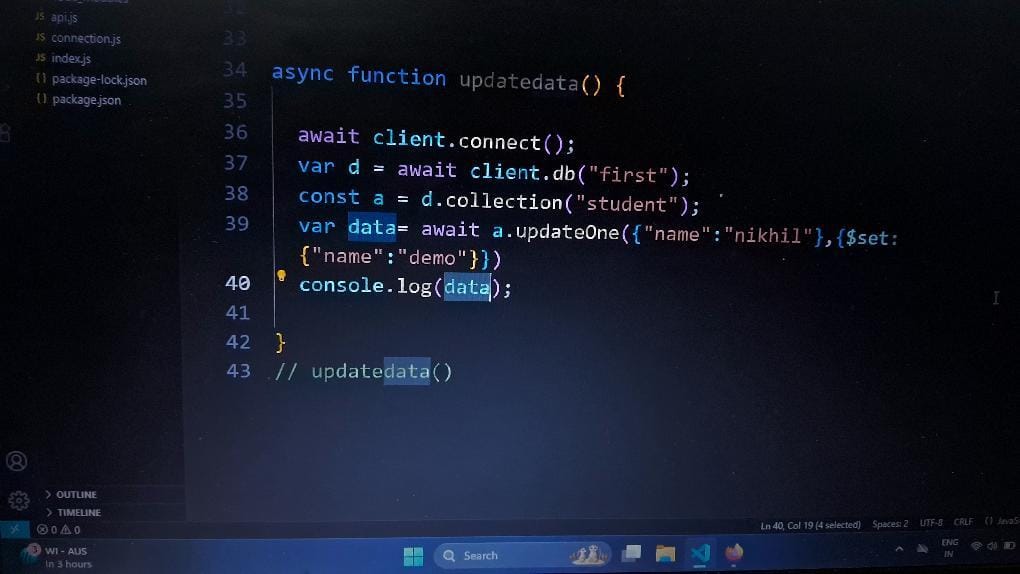 api.js
connection.js
index.js
package-lock.json
package.json
33
34 async function updatedata() {
35
36 await client.connect();
37 var d = await client.db("first");
38 const a = d.collection("student");
39 var data= await a.updateOne({"name":"nikhil"},{$set:
{"name":"demo"}})
40 console.log(data);
41
42 }
43 // updatedata()
OUTLINE
TIMELINE
0 0
Ln 40, Col 19 (4 selected) Spaces: 2 UTF-8 CRLF {} JavaS
3 WI - AUS
In 3 hours
Search
ENG
IN